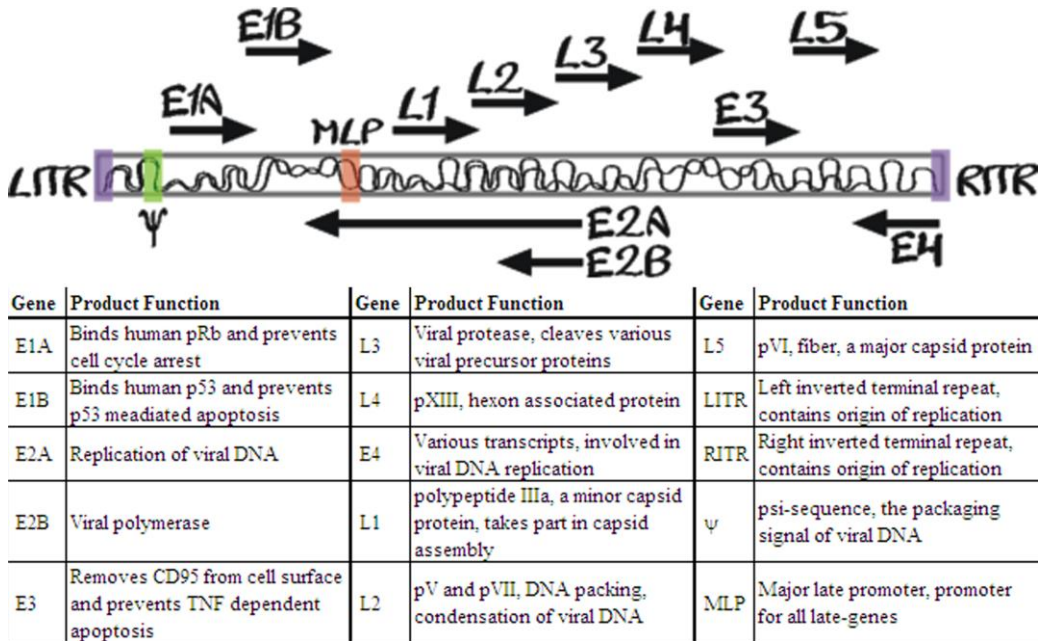 E1B
L3
L4
L5
L2
E1A
MLP
L1
E3
LITR
RITR
ψ
E2A
E2B
E4
Gene Product Function Gene Product Function Gene Product Function
E1A Binds human pRb and prevents
cell cycle arrest
L3 Viral protease, cleaves various
viral precursor proteins
L5 pVI, fiber, a major capsid protein
E1B Binds human p53 and prevents
p53 meadiated apoptosis
L4 pXIII, hexon associated protein
LITR Left inverted terminal repeat,
contains origin of replication
E2A Replication of viral DNA
E4 Various transcripts, involved in
viral DNA replication
RITR Right inverted terminal repeat,
contains origin of replication
E2B Viral polymerase
L1 polypeptide IIIa, a minor capsid
protein, takes part in capsid
assembly
ψ psi-sequence, the packaging
signal of viral DNA
E3 Removes CD95 from cell surface
and prevents TNF dependent
apoptosis
L2 pV and pVII, DNA packing,
condensation of viral DNA
MLP Major late promoter, promoter
for all late-genes